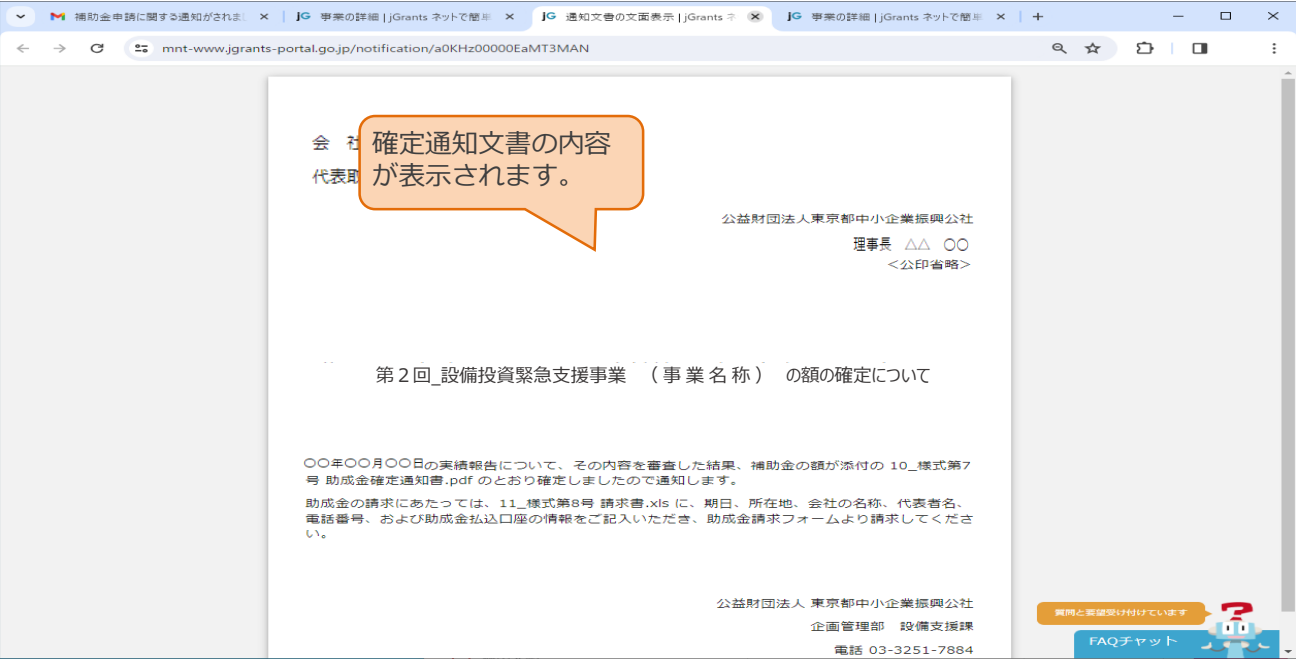 補助金申請に関する通知がされま
JG 事業の詳細 | jGrants ネットで簡単
JG 通知文書の文面表示 | jGrants ネ
JG 事業の詳細 | jGrants ネットで簡単
mnt-www.jgrants-portal.go.jp/notification/a0KHz00000EaMT3MAN
確定通知文書の内容
が表示されます。
会 社
代表取
公益財団法人東京都中小企業振興公社
理事長 △△ 〇〇
＜公印省略＞
第２回_設備投資緊急支援事業 （事業名称） の額の確定について
〇〇年〇〇月〇〇日の実績報告について、その内容を審査した結果、補助金の額が添付の 10_様式第7
号 助成金確定通知書.pdf のとおり確定しましたので通知します。
助成金の請求にあたっては、11_様式第8号 請求書.xls に、期日、所在地、会社の名称、代表者名、
電話番号、および助成金払込口座の情報をご記入いただき、助成金請求フォームより請求してくださ
い。
公益財団法人 東京都中小企業振興公社
企画管理部 設備支援課
電話 03-3251-7884
質問と要望受け付けています
FAQチャット